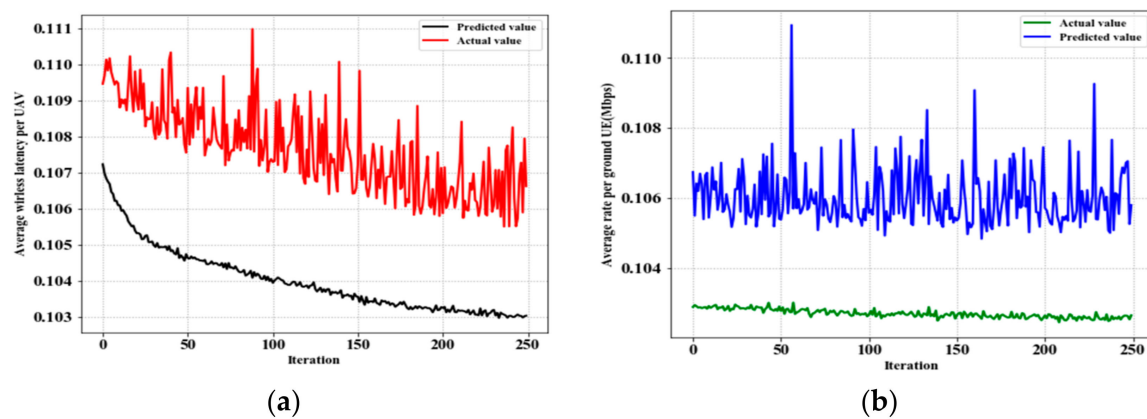 0.111
0.110
0.109
0.108
0.107
0.106
0.105
0.104
0.103
Average wireless latency per UAV
Predicted value
Actual value
0 50 100 150 200 250
Iteration
(a)
0.110
0.108
0.106
0.104
Average rate per ground UE(Mbps)
Actual value
Predicted value
0 50 100 150 200 250
Iteration
(b)